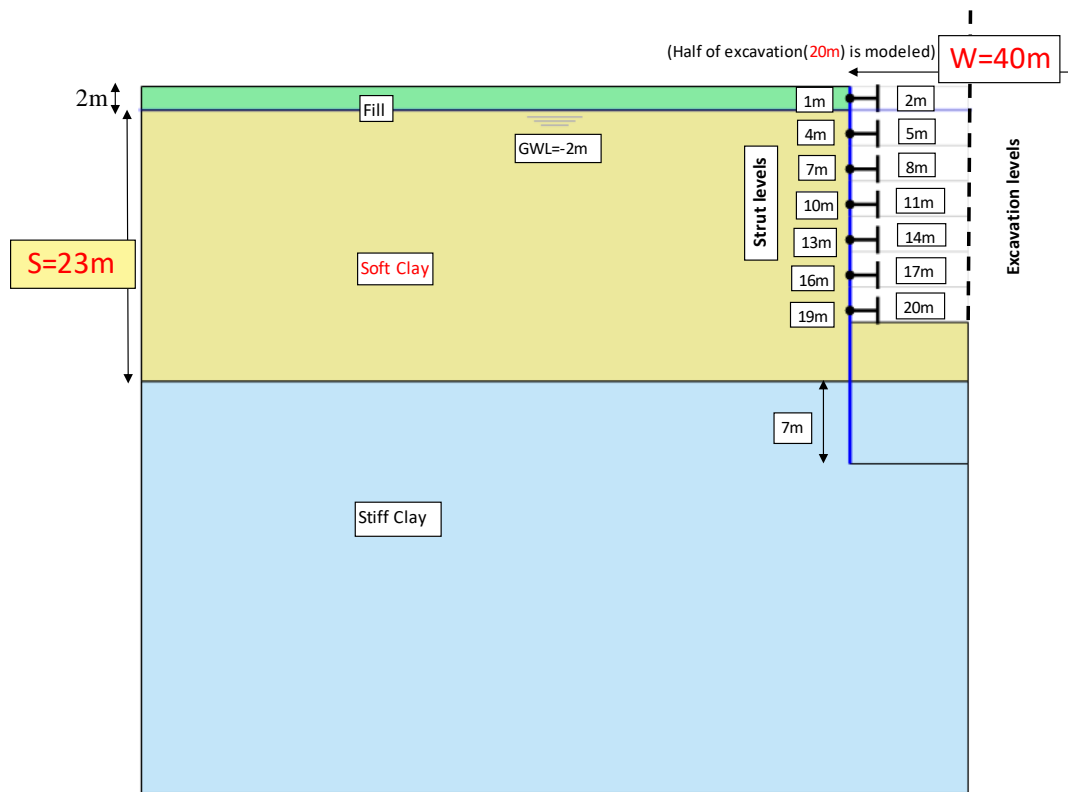 (Half of excavation(20m) is modeled)
W=40m
2m
Fill
GWL=-2m
S=23m
Soft Clay
Strut levels
1m
2m
4m
5m
7m
8m
10m
11m
13m
14m
16m
17m
19m
20m
Excavation levels
7m
Stiff Clay